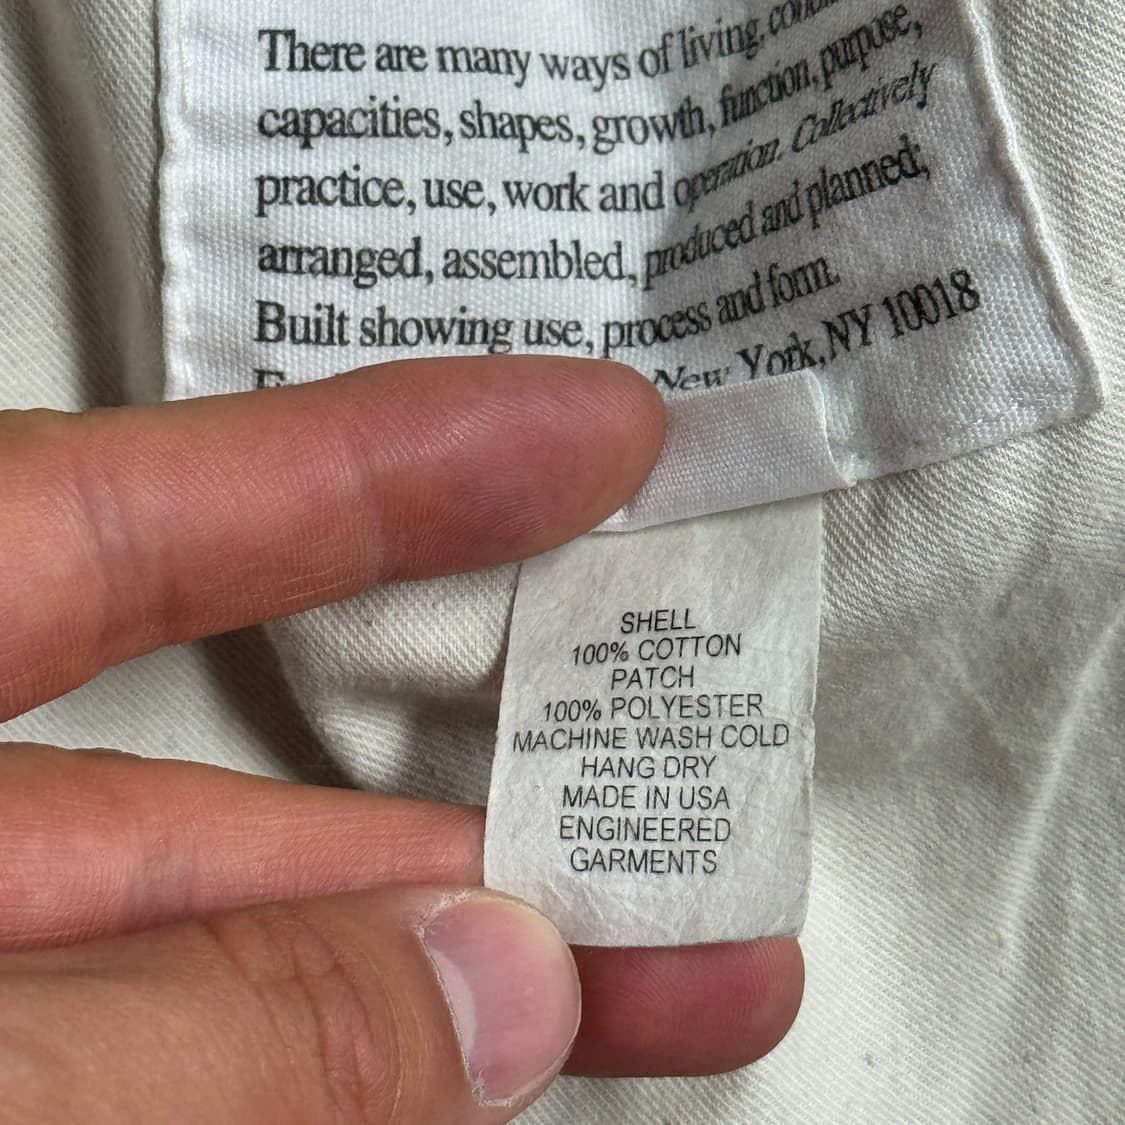 There are many ways of living,
capacities, shapes, growth, function, purpose,
practice, use, work and operation. Collectively
arranged, assembled, produced and planned;
Built showing use, process and form.
New York, NY 10018
SHELL
100% COTTON
PATCH
100% POLYESTER
MACHINE WASH COLD
HANG DRY
MADE IN USA
ENGINEERED
GARMENTS